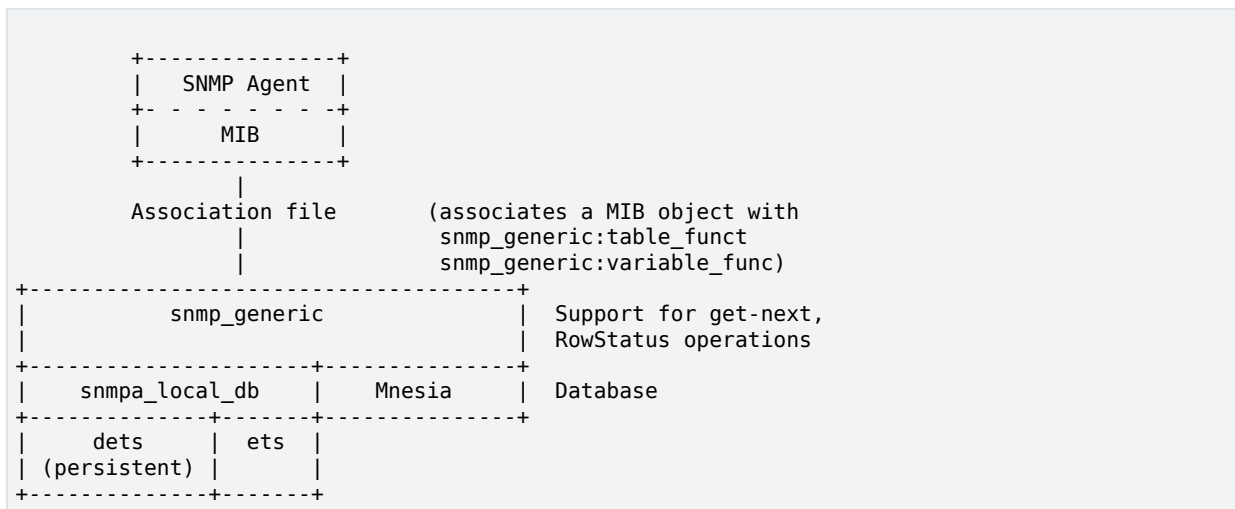 +---------------+
|   SNMP Agent  |
+- - - - - - - -+
|      MIB      |
+---------------+
|
Association file       (associates a MIB object with
|               snmp_generic:table_funct
|               snmp_generic:variable_func)
+--------------------------------------+
|           snmp_generic               |  Support for get-next,
|                                      |  RowStatus operations
+----------------------+---------------+
|    snmpa_local_db    |    Mnesia     |  Database
+--------------+-------+---------------+
|     dets     |  ets  |
| (persistent) |       |
+--------------+-------+